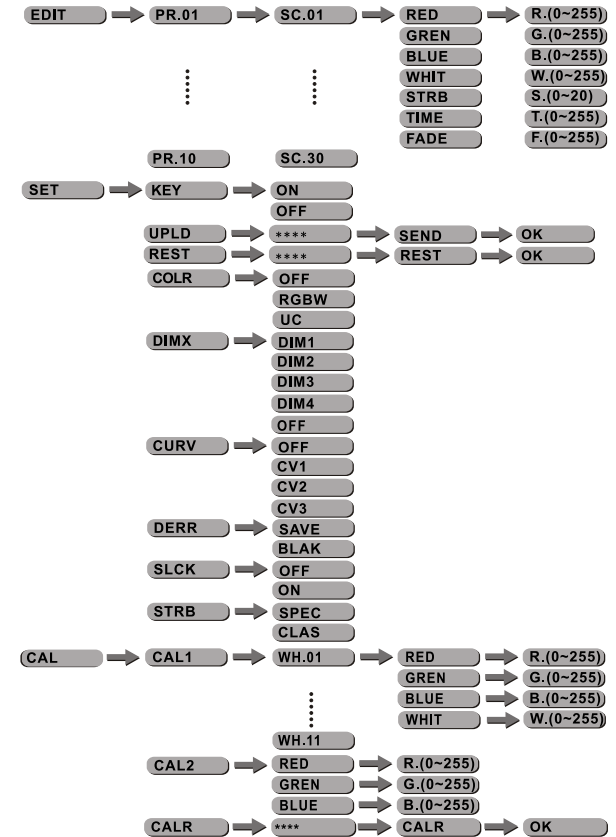 EDIT PR.01 SC.01 RED R.(0~255)
GREN G.(0~255)
BLUE B.(0~255)
WHIT W.(0~255)
STRB S.(0~20)
TIME T.(0~255)
FADE F.(0~255)
PR.10 SC.30
SET KEY ON
OFF
UPLD **** SEND OK
REST **** REST OK
COLR OFF
RGBW
UC
DIMX DIM1
DIM2
DIM3
DIM4
OFF
CURV OFF
CV1
CV2
CV3
DERR SAVE
BLAK
SLCK OFF
ON
STRB SPEC
CLAS
CAL CAL1 WH.01 RED R.(0~255)
GREN G.(0~255)
BLUE B.(0~255)
WHIT W.(0~255)
WH.11
CAL2 RED R.(0~255)
GREN G.(0~255)
BLUE B.(0~255)
CALR **** CALR OK